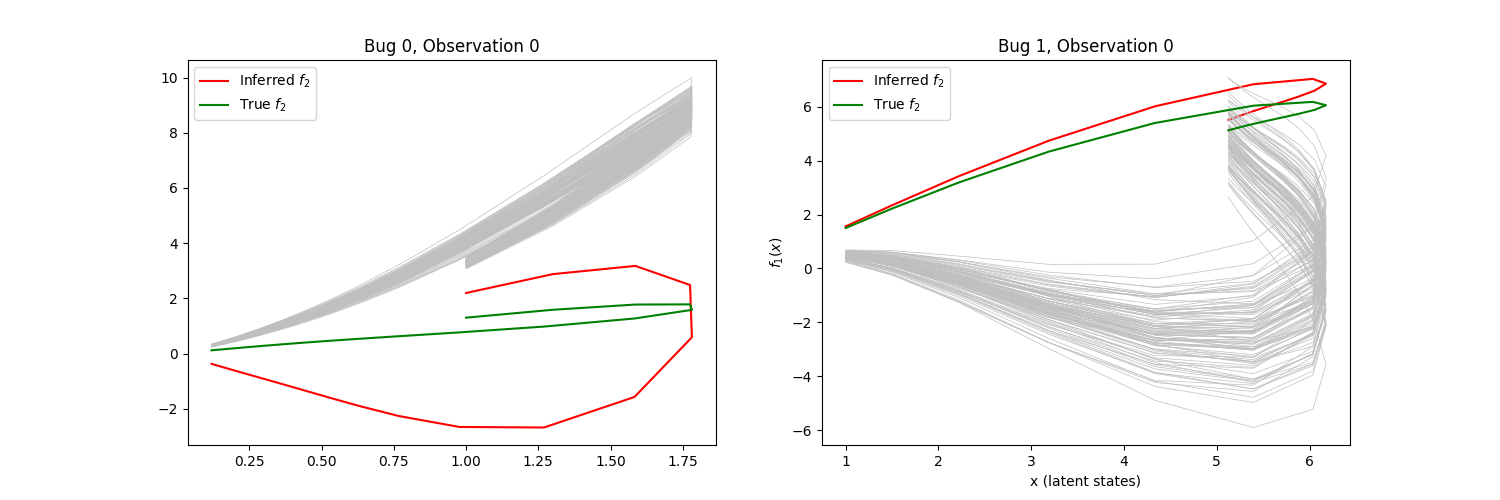 Bug 0, Observation 0
Inferred f₂
True f₂
10
8
6
4
2
0
−2
0.25 0.50 0.75 1.00 1.25 1.50 1.75
Bug 1, Observation 0
Inferred f₂
True f₂
f₁(x)
6
4
2
0
−2
−4
−6
1 2 3 4 5 6
x (latent states)